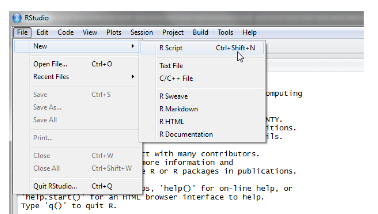 RStudio
File Edit Code View Plots Session Project Build Tools Help
New
R Script Ctrl+Shift+N
Text File
C/C++ File
R Sweave
R Markdown
R HTML
R Documentation
Open File... Ctrl+O
Recent Files
Save Ctrl+S
Save As...
Save All
Print...
Close Ctrl+W
Close All Ctrl+Shift+W
Quit RStudio... Ctrl+Q
omputing
NTY.
itions.
ils.
ct with many contributors.
more information and
e R or R packages in publications.
os, 'help()' for on-line help, or
'help.start()' for an HTML browser interface to help.
Type 'q()' to quit R.